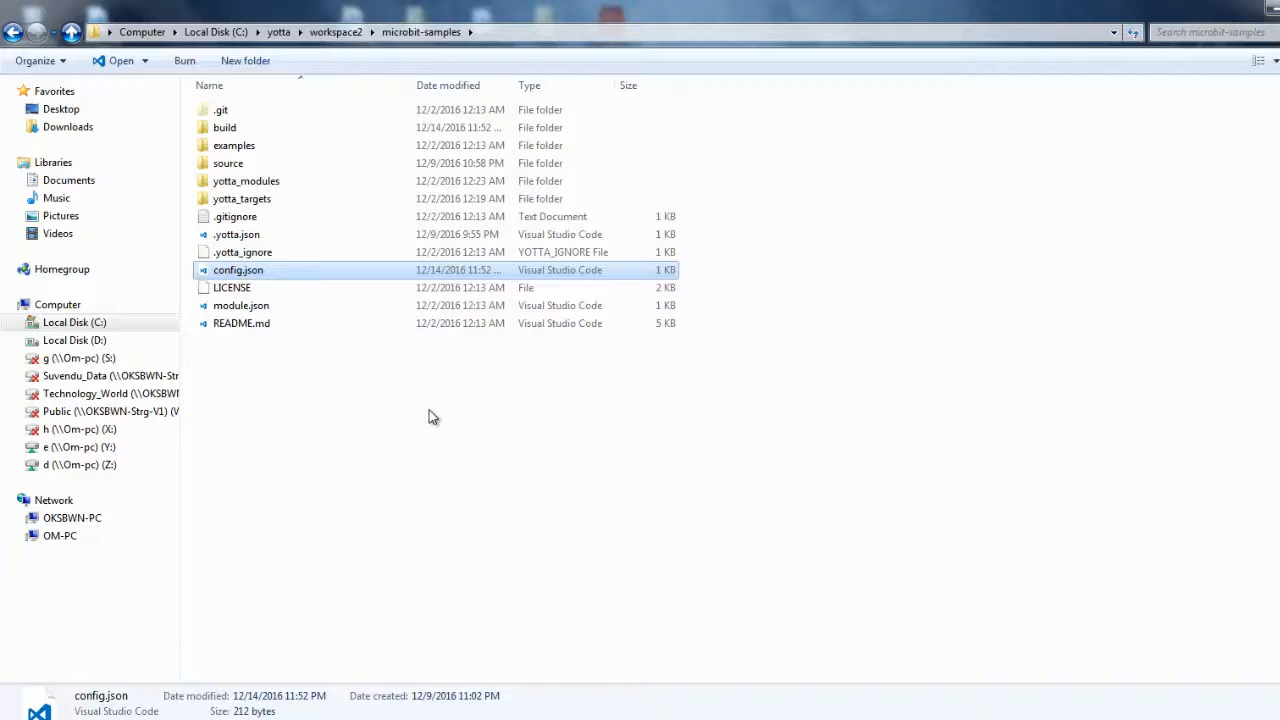 Computer Local Disk (C:) yotta workspace2 microbit-samples Search microbit-samples
Organize Open Burn New folder
Name Date modified Type Size
Favorites
Desktop
Downloads
Libraries
Documents
Music
Pictures
Videos
Homegroup
Computer
Local Disk (C:)
Local Disk (D:)
g (\\Om-pc) (S:)
Suvendu_Data (\\OKSBWN-Str
Technology_World (\\OKSBWN
Public (\\OKSBWN-Strg-V1) (V
h (\\Om-pc) (X:)
e (\\Om-pc) (Y:)
d (\\Om-pc) (Z:)
Network
OKSBWN-PC
OM-PC
.git 12/2/2016 12:13 AM File folder
build 12/14/2016 11:52 ... File folder
examples 12/2/2016 12:13 AM File folder
source 12/9/2016 10:58 PM File folder
yotta_modules 12/2/2016 12:23 AM File folder
yotta_targets 12/2/2016 12:19 AM File folder
.gitignore 12/2/2016 12:13 AM Text Document 1 KB
.yotta.json 12/9/2016 9:55 PM Visual Studio Code 1 KB
.yotta_ignore 12/2/2016 12:13 AM YOTTA_IGNORE File 1 KB
config.json 12/14/2016 11:52 ... Visual Studio Code 1 KB
LICENSE 12/2/2016 12:13 AM File 2 KB
module.json 12/2/2016 12:13 AM Visual Studio Code 1 KB
README.md 12/2/2016 12:13 AM Visual Studio Code 5 KB
config.json Date modified: 12/14/2016 11:52 PM Date created: 12/9/2016 11:02 PM
Visual Studio Code Size: 212 bytes